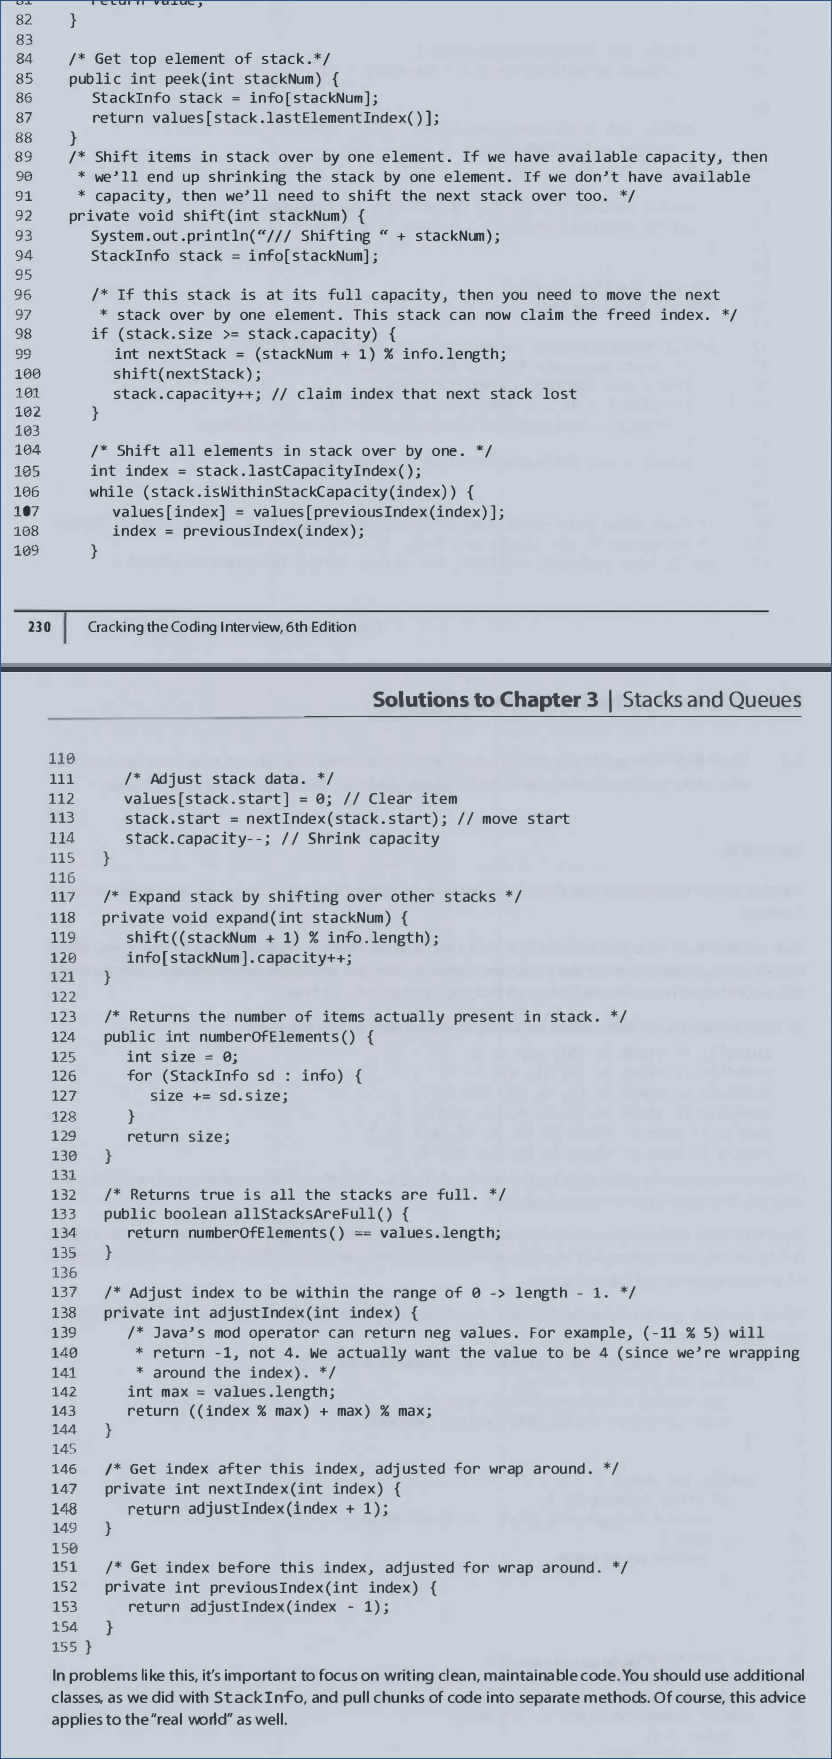 81 return value;
82 }
83
84 /* Get top element of stack.*/
85 public int peek(int stackNum) {
86 StackInfo stack = info[stackNum];
87 return values[stack.lastElementIndex()];
88 }
89 /* Shift items in stack over by one element. If we have available capacity, then
90 * we’ll end up shrinking the stack by one element. If we don’t have available
91 * capacity, then we’ll need to shift the next stack over too. */
92 private void shift(int stackNum) {
93 System.out.println(“/// Shifting “ + stackNum);
94 StackInfo stack = info[stackNum];
95
96 /* If this stack is at its full capacity, then you need to move the next
97 * stack over by one element. This stack can now claim the freed index. */
98 if (stack.size >= stack.capacity) {
99 int nextStack = (stackNum + 1) % info.length;
100 shift(nextStack);
101 stack.capacity++; // claim index that next stack lost
102 }
103
104 /* Shift all elements in stack over by one. */
105 int index = stack.lastCapacityIndex();
106 while (stack.isWithinStackCapacity(index)) {
107 values[index] = values[previousIndex(index)];
108 index = previousIndex(index);
109 }
230 | Cracking the Coding Interview, 6th Edition
Solutions to Chapter 3 | Stacks and Queues
110
111 /* Adjust stack data. */
112 values[stack.start] = 0; // Clear item
113 stack.start = nextIndex(stack.start); // move start
114 stack.capacity--; // Shrink capacity
115 }
116
117 /* Expand stack by shifting over other stacks */
118 private void expand(int stackNum) {
119 shift((stackNum + 1) % info.length);
120 info[stackNum].capacity++;
121 }
122
123 /* Returns the number of items actually present in stack. */
124 public int numberOfElements() {
125 int size = 0;
126 for (StackInfo sd : info) {
127 size += sd.size;
128 }
129 return size;
130 }
131
132 /* Returns true is all the stacks are full. */
133 public boolean allStacksAreFull() {
134 return numberOfElements() == values.length;
135 }
136
137 /* Adjust index to be within the range of 0 -> length - 1. */
138 private int adjustIndex(int index) {
139 /* Java’s mod operator can return neg values. For example, (-11 % 5) will
140 * return -1, not 4. We actually want the value to be 4 (since we’re wrapping
141 * around the index). */
142 int max = values.length;
143 return ((index % max) + max) % max;
144 }
145
146 /* Get index after this index, adjusted for wrap around. */
147 private int nextIndex(int index) {
148 return adjustIndex(index + 1);
149 }
150
151 /* Get index before this index, adjusted for wrap around. */
152 private int previousIndex(int index) {
153 return adjustIndex(index - 1);
154 }
155 }
In problems like this, it’s important to focus on writing clean, maintainable code. You should use additional
classes, as we did with StackInfo, and pull chunks of code into separate methods. Of course, this advice
applies to the “real world” as well.